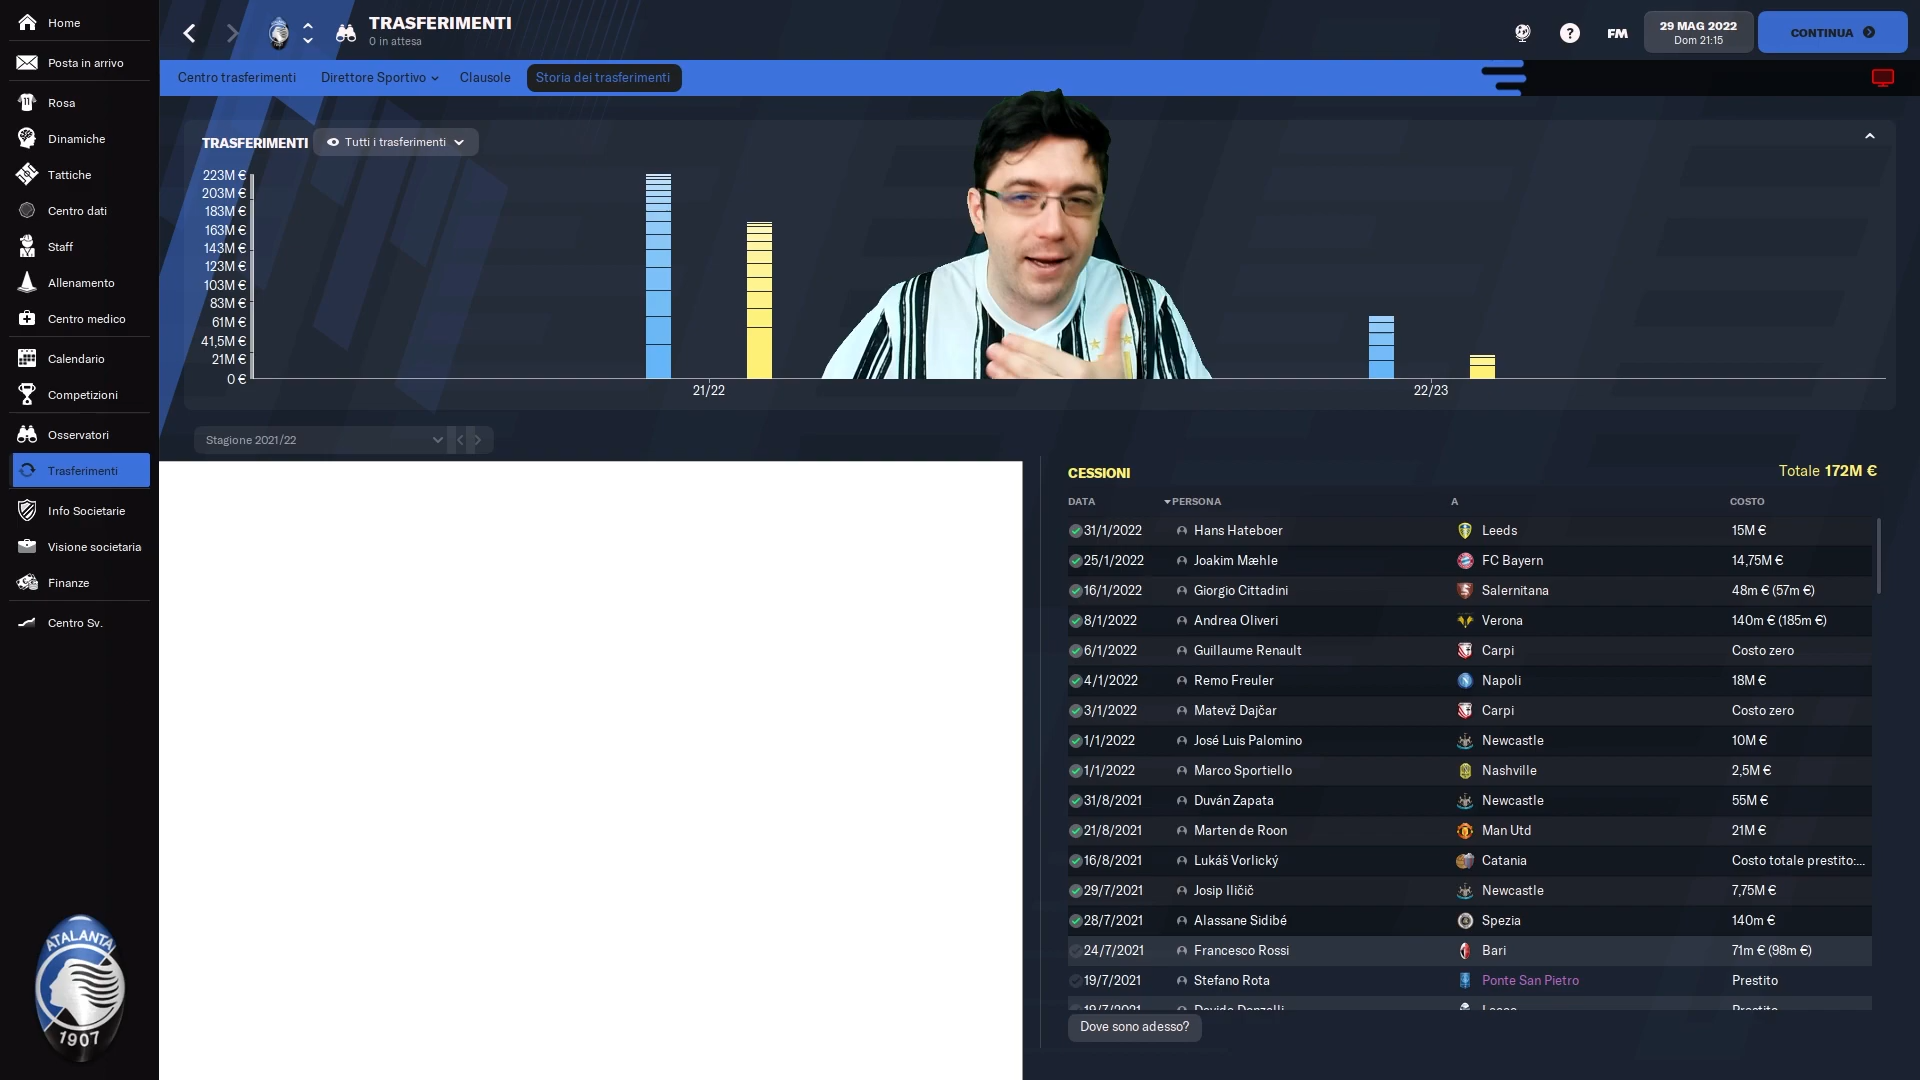 Home
Posta in arrivo
Rosa
Dinamiche
Tattiche
Centro dati
Staff
Allenamento
Centro medico
Calendario
Competizioni
Osservatori
Trasferimenti
Info Societarie
Visione societaria
Finanze
Centro Sv.
ATALANTA
1907
TRASFERIMENTI
0 in attesa
FM
29 MAG 2022
Dom 21:15
CONTINUA
Centro trasferimenti Direttore Sportivo Clausole Storia dei trasferimenti
TRASFERIMENTI Tutti i trasferimenti
223M €
203M €
183M €
163M €
143M €
123M €
103M €
83M €
61M €
41,5M €
21M €
0 €
21/22 22/23
Stagione 2021/22
CESSIONI Totale 172M €
DATA PERSONA A COSTO
31/1/2022 Hans Hateboer Leeds 15M €
25/1/2022 Joakim Mæhle FC Bayern 14,75M €
16/1/2022 Giorgio Cittadini Salernitana 48m € (57m €)
8/1/2022 Andrea Oliveri Verona 140m € (185m €)
6/1/2022 Guillaume Renault Carpi Costo zero
4/1/2022 Remo Freuler Napoli 18M €
3/1/2022 Matevž Dajčar Carpi Costo zero
1/1/2022 José Luis Palomino Newcastle 10M €
1/1/2022 Marco Sportiello Nashville 2,5M €
31/8/2021 Duván Zapata Newcastle 55M €
21/8/2021 Marten de Roon Man Utd 21M €
16/8/2021 Lukáš Vorlický Catania Costo totale prestito:...
29/7/2021 Josip Iličič Newcastle 7,75M €
28/7/2021 Alassane Sidibé Spezia 140m €
24/7/2021 Francesco Rossi Bari 71m € (98m €)
19/7/2021 Stefano Rota Ponte San Pietro Prestito
Dove sono adesso?